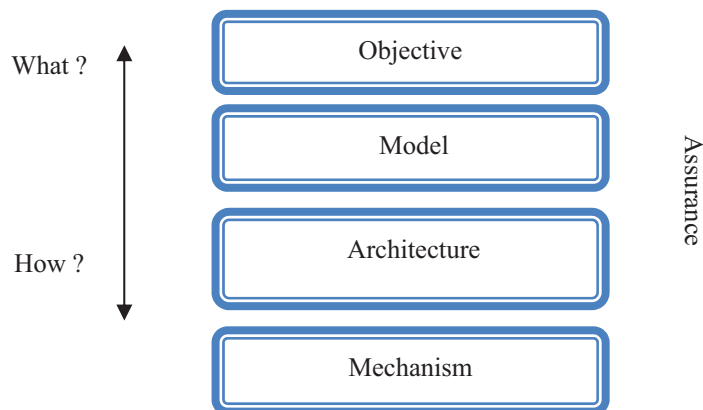 What ?
Objective
Model
Assurance
How ?
Architecture
Mechanism